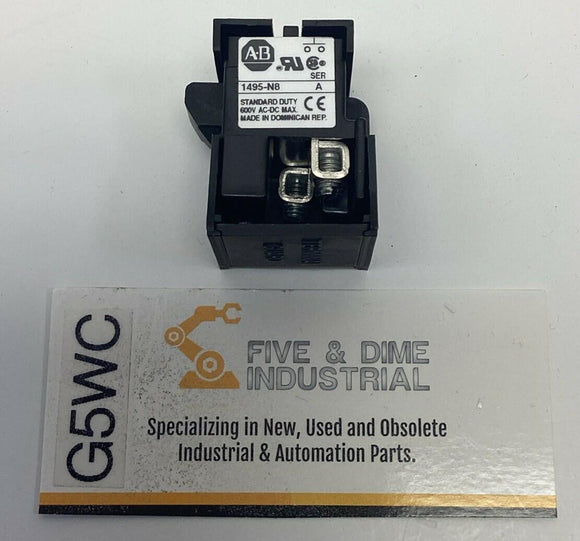 A-B
SER
1495-N8 A
STANDARD DUTY
600V AC-DC MAX.
MADE IN DOMINICAN REP.
CE
G5WC
FIVE & DIME
INDUSTRIAL
Specializing in New, Used and Obsolete
Industrial & Automation Parts.